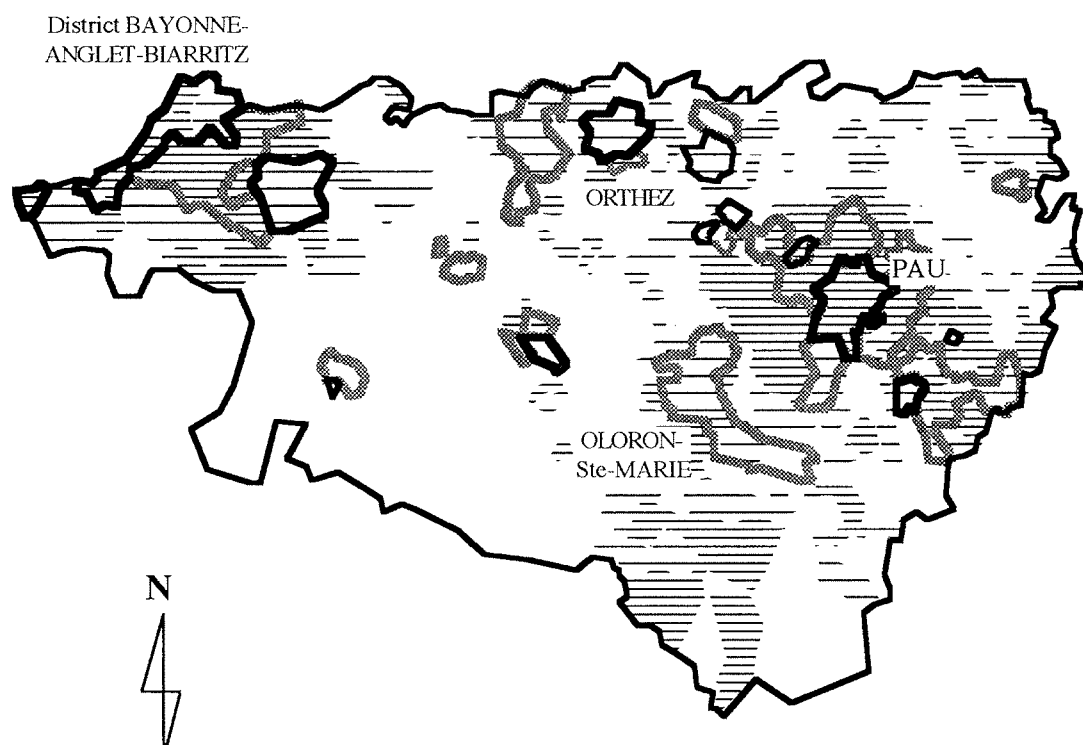 District BAYONNE-
ANGLET-BIARRITZ
ORTHEZ
PAU
OLORON-
Ste-MARIE
N